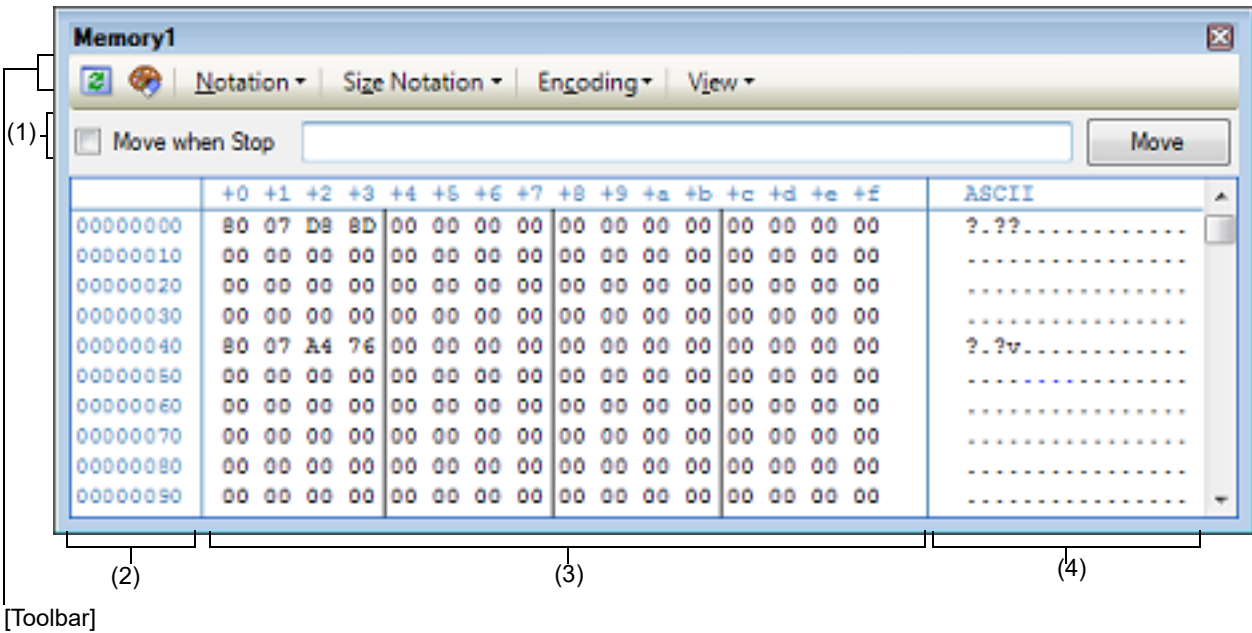 Memory1
Notation Size Notation Encoding View
(1) Move when Stop Move
+0 +1 +2 +3 +4 +5 +6 +7 +8 +9 +a +b +c +d +e +f ASCII
00000000 80 07 D8 8D 00 00 00 00 00 00 00 00 00 00 00 00 ?.??............
00000010 00 00 00 00 00 00 00 00 00 00 00 00 00 00 00 00 ................
00000020 00 00 00 00 00 00 00 00 00 00 00 00 00 00 00 00 ................
00000030 00 00 00 00 00 00 00 00 00 00 00 00 00 00 00 00 ................
00000040 80 07 A4 76 00 00 00 00 00 00 00 00 00 00 00 00 ?.?v............
00000050 00 00 00 00 00 00 00 00 00 00 00 00 00 00 00 00 ................
00000060 00 00 00 00 00 00 00 00 00 00 00 00 00 00 00 00 ................
00000070 00 00 00 00 00 00 00 00 00 00 00 00 00 00 00 00 ................
00000080 00 00 00 00 00 00 00 00 00 00 00 00 00 00 00 00 ................
00000090 00 00 00 00 00 00 00 00 00 00 00 00 00 00 00 00 ................
(2) (3) (4)
[Toolbar]